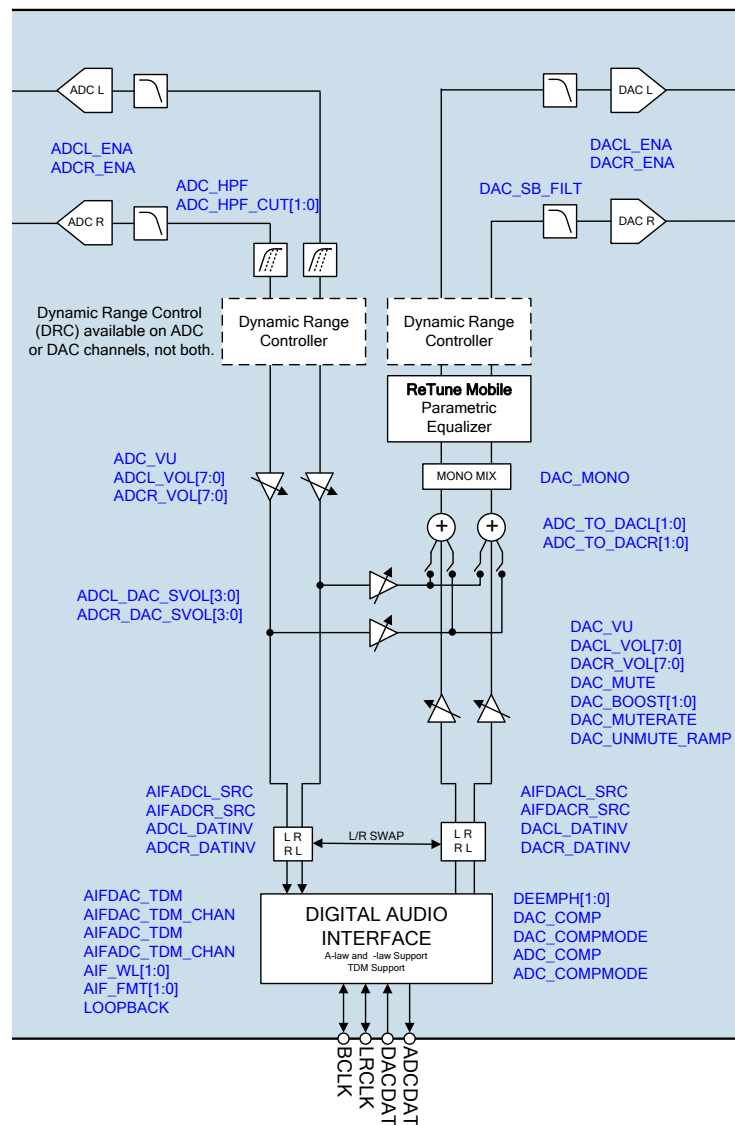 ADC L
DAC L
ADCL_ENA
ADCR_ENA
DACL_ENA
DACR_ENA
ADC_HPF
ADC_HPF_CUT[1:0]
DAC_SB_FILT
ADC R
DAC R
Dynamic Range Control
(DRC) available on ADC
or DAC channels, not both.
Dynamic Range
Controller
Dynamic Range
Controller
ReTune Mobile
Parametric
Equalizer
ADC_VU
ADCL_VOL[7:0]
ADCR_VOL[7:0]
MONO MIX
DAC_MONO
+
+
ADC_TO_DACL[1:0]
ADC_TO_DACR[1:0]
ADCL_DAC_SVOL[3:0]
ADCR_DAC_SVOL[3:0]
DAC_VU
DACL_VOL[7:0]
DACR_VOL[7:0]
DAC_MUTE
DAC_BOOST[1:0]
DAC_MUTERATE
DAC_UNMUTE_RAMP
AIFADCL_SRC
AIFADCR_SRC
ADCL_DATINV
ADCR_DATINV
L R
R L
L/R SWAP
L R
R L
AIFDACL_SRC
AIFDACR_SRC
DACL_DATINV
DACR_DATINV
AIFDAC_TDM
AIFDAC_TDM_CHAN
AIFADC_TDM
AIFADC_TDM_CHAN
AIF_WL[1:0]
AIF_FMT[1:0]
LOOPBACK
DIGITAL AUDIO
INTERFACE
A-law and -law Support
TDM Support
DEEMPH[1:0]
DAC_COMP
DAC_COMPMODE
ADC_COMP
ADC_COMPMODE
BCLK
LRCLK
DACDAT
ADCDAT